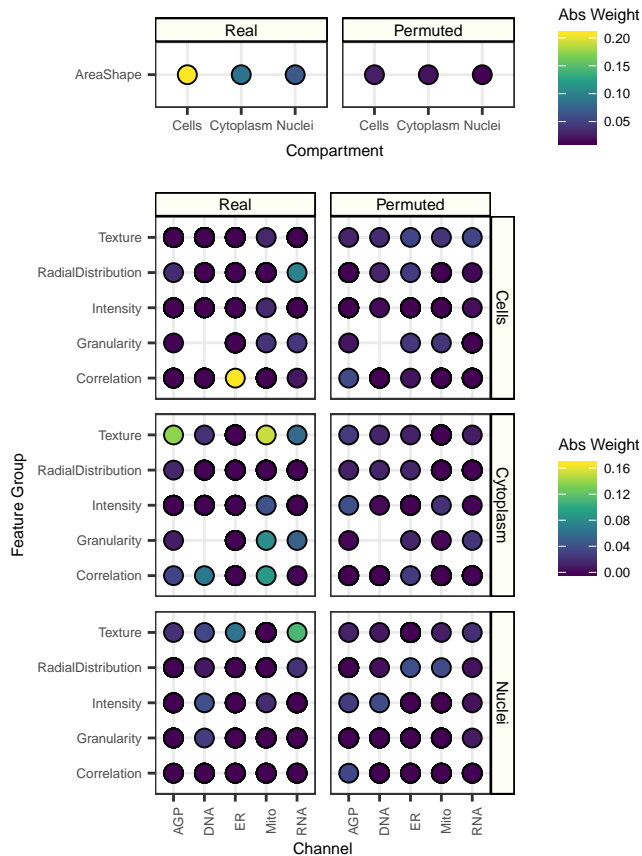 Real
Permuted
AreaShape
Cells
Cytoplasm
Nuclei
Cells
Cytoplasm
Nuclei
Compartment
Abs Weight
0.20
0.15
0.10
0.05
Real
Permuted
Texture
RadialDistribution
Intensity
Granularity
Correlation
Cells
Texture
RadialDistribution
Intensity
Granularity
Correlation
Cytoplasm
Texture
RadialDistribution
Intensity
Granularity
Correlation
Nuclei
Feature Group
AGP
DNA
ER
Mito
RNA
AGP
DNA
ER
Mito
RNA
Channel
Abs Weight
0.16
0.12
0.08
0.04
0.00